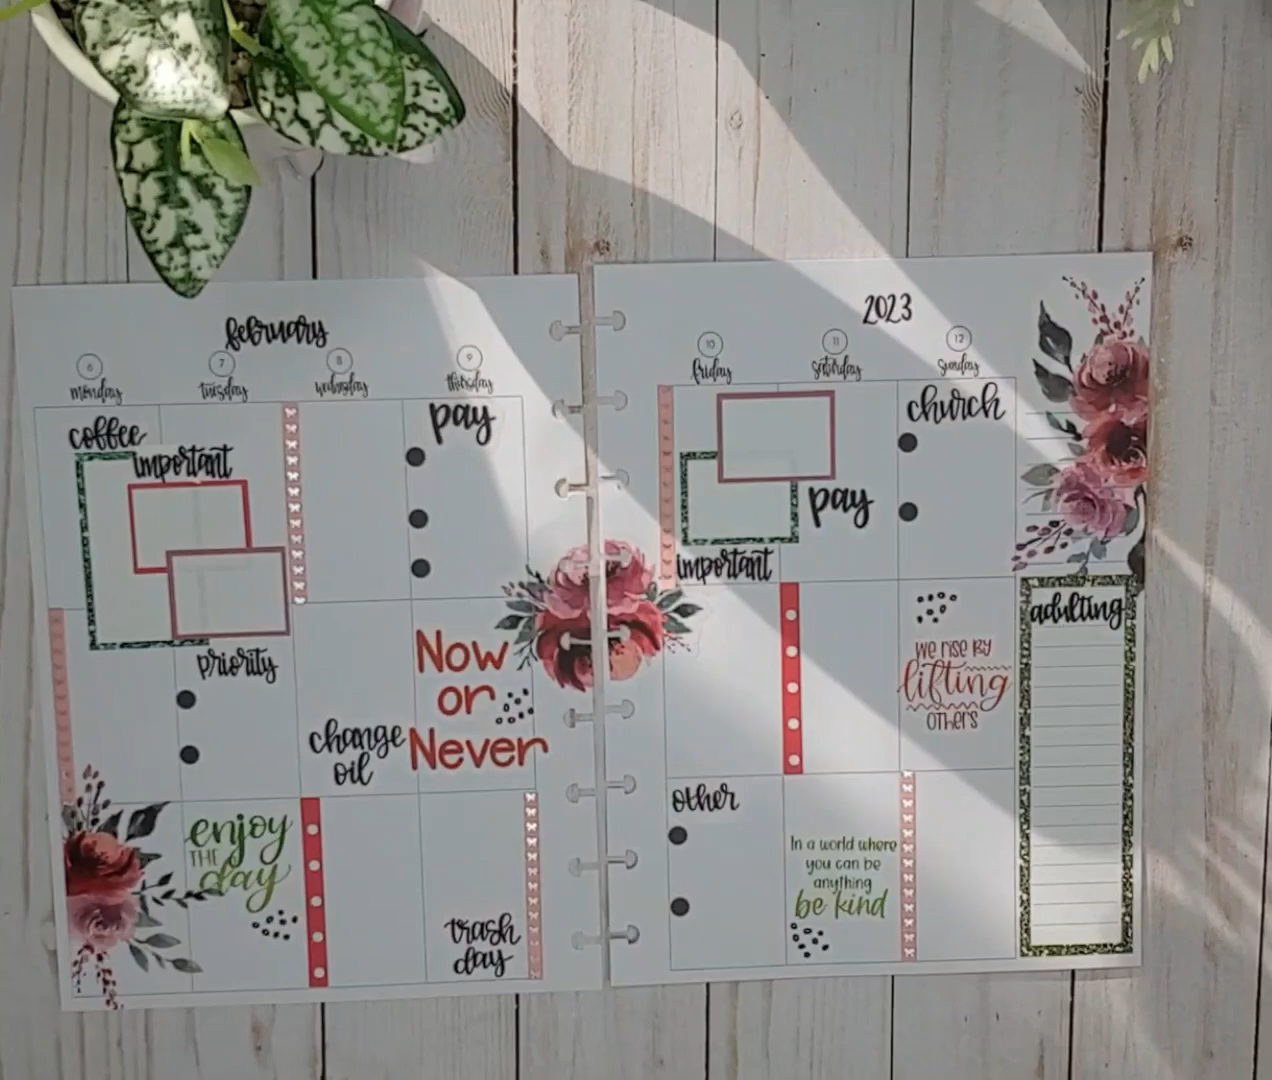 february
2023
6
7
8
9
10
11
12
monday
tuesday
wednesday
thursday
friday
saturday
sunday
coffee
important
pay
church
pay
important
priority
change
oil
Now
or
Never
we rise by
lifting
others
adulting
enjoy
THE
day
trash
day
other
In a world where
you can be
anything
be kind